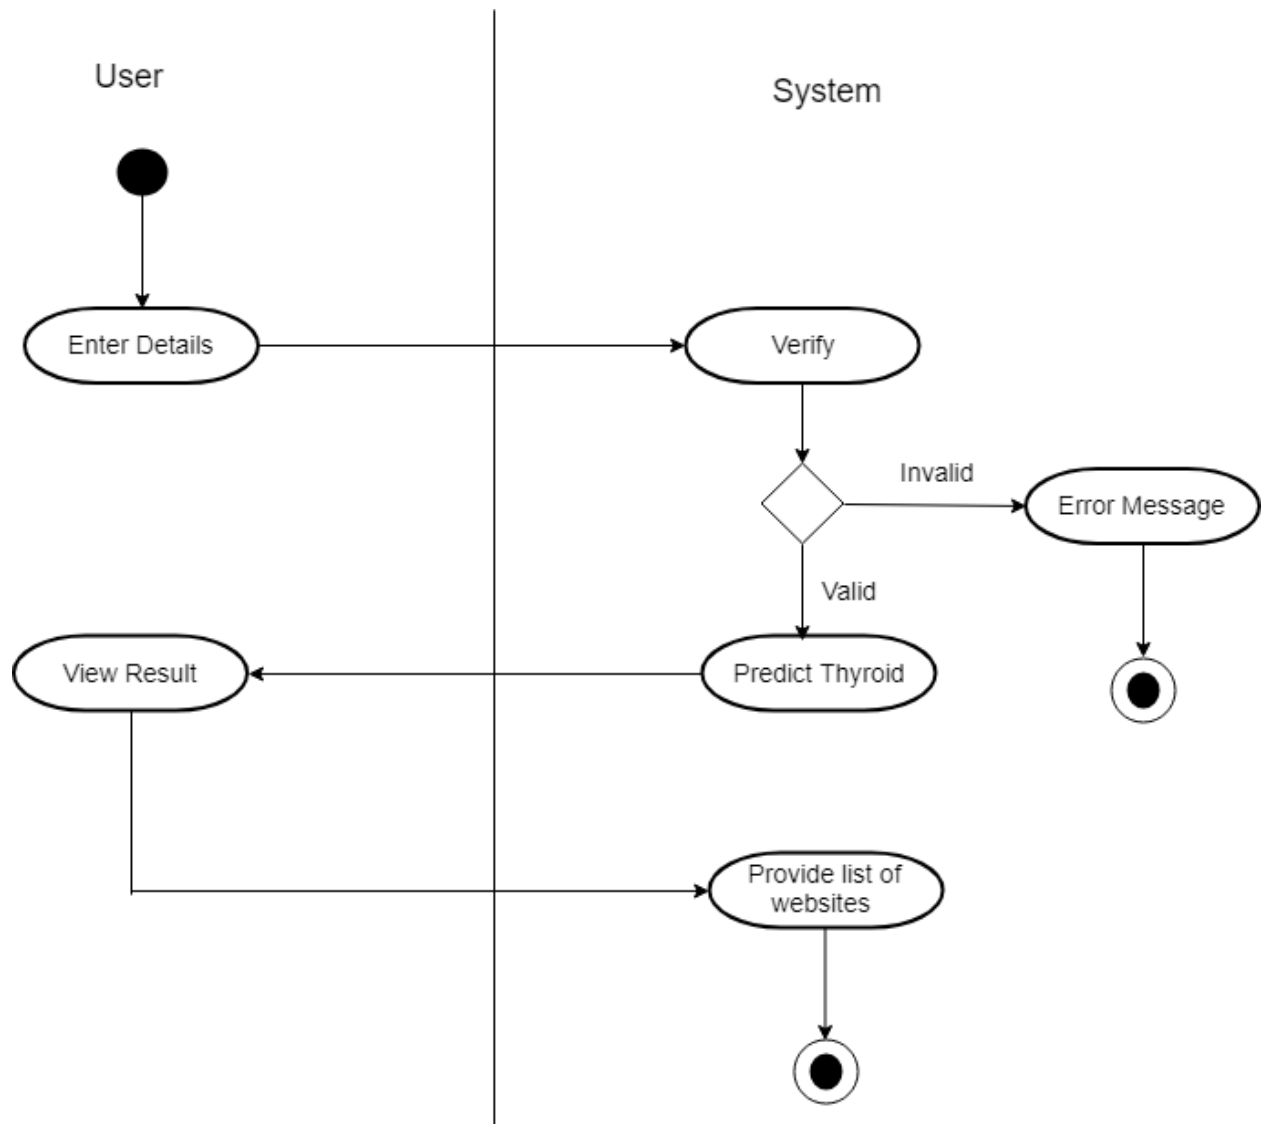 User
System
Enter Details
Verify
Invalid
Error Message
Valid
View Result
Predict Thyroid
Provide list of
websites